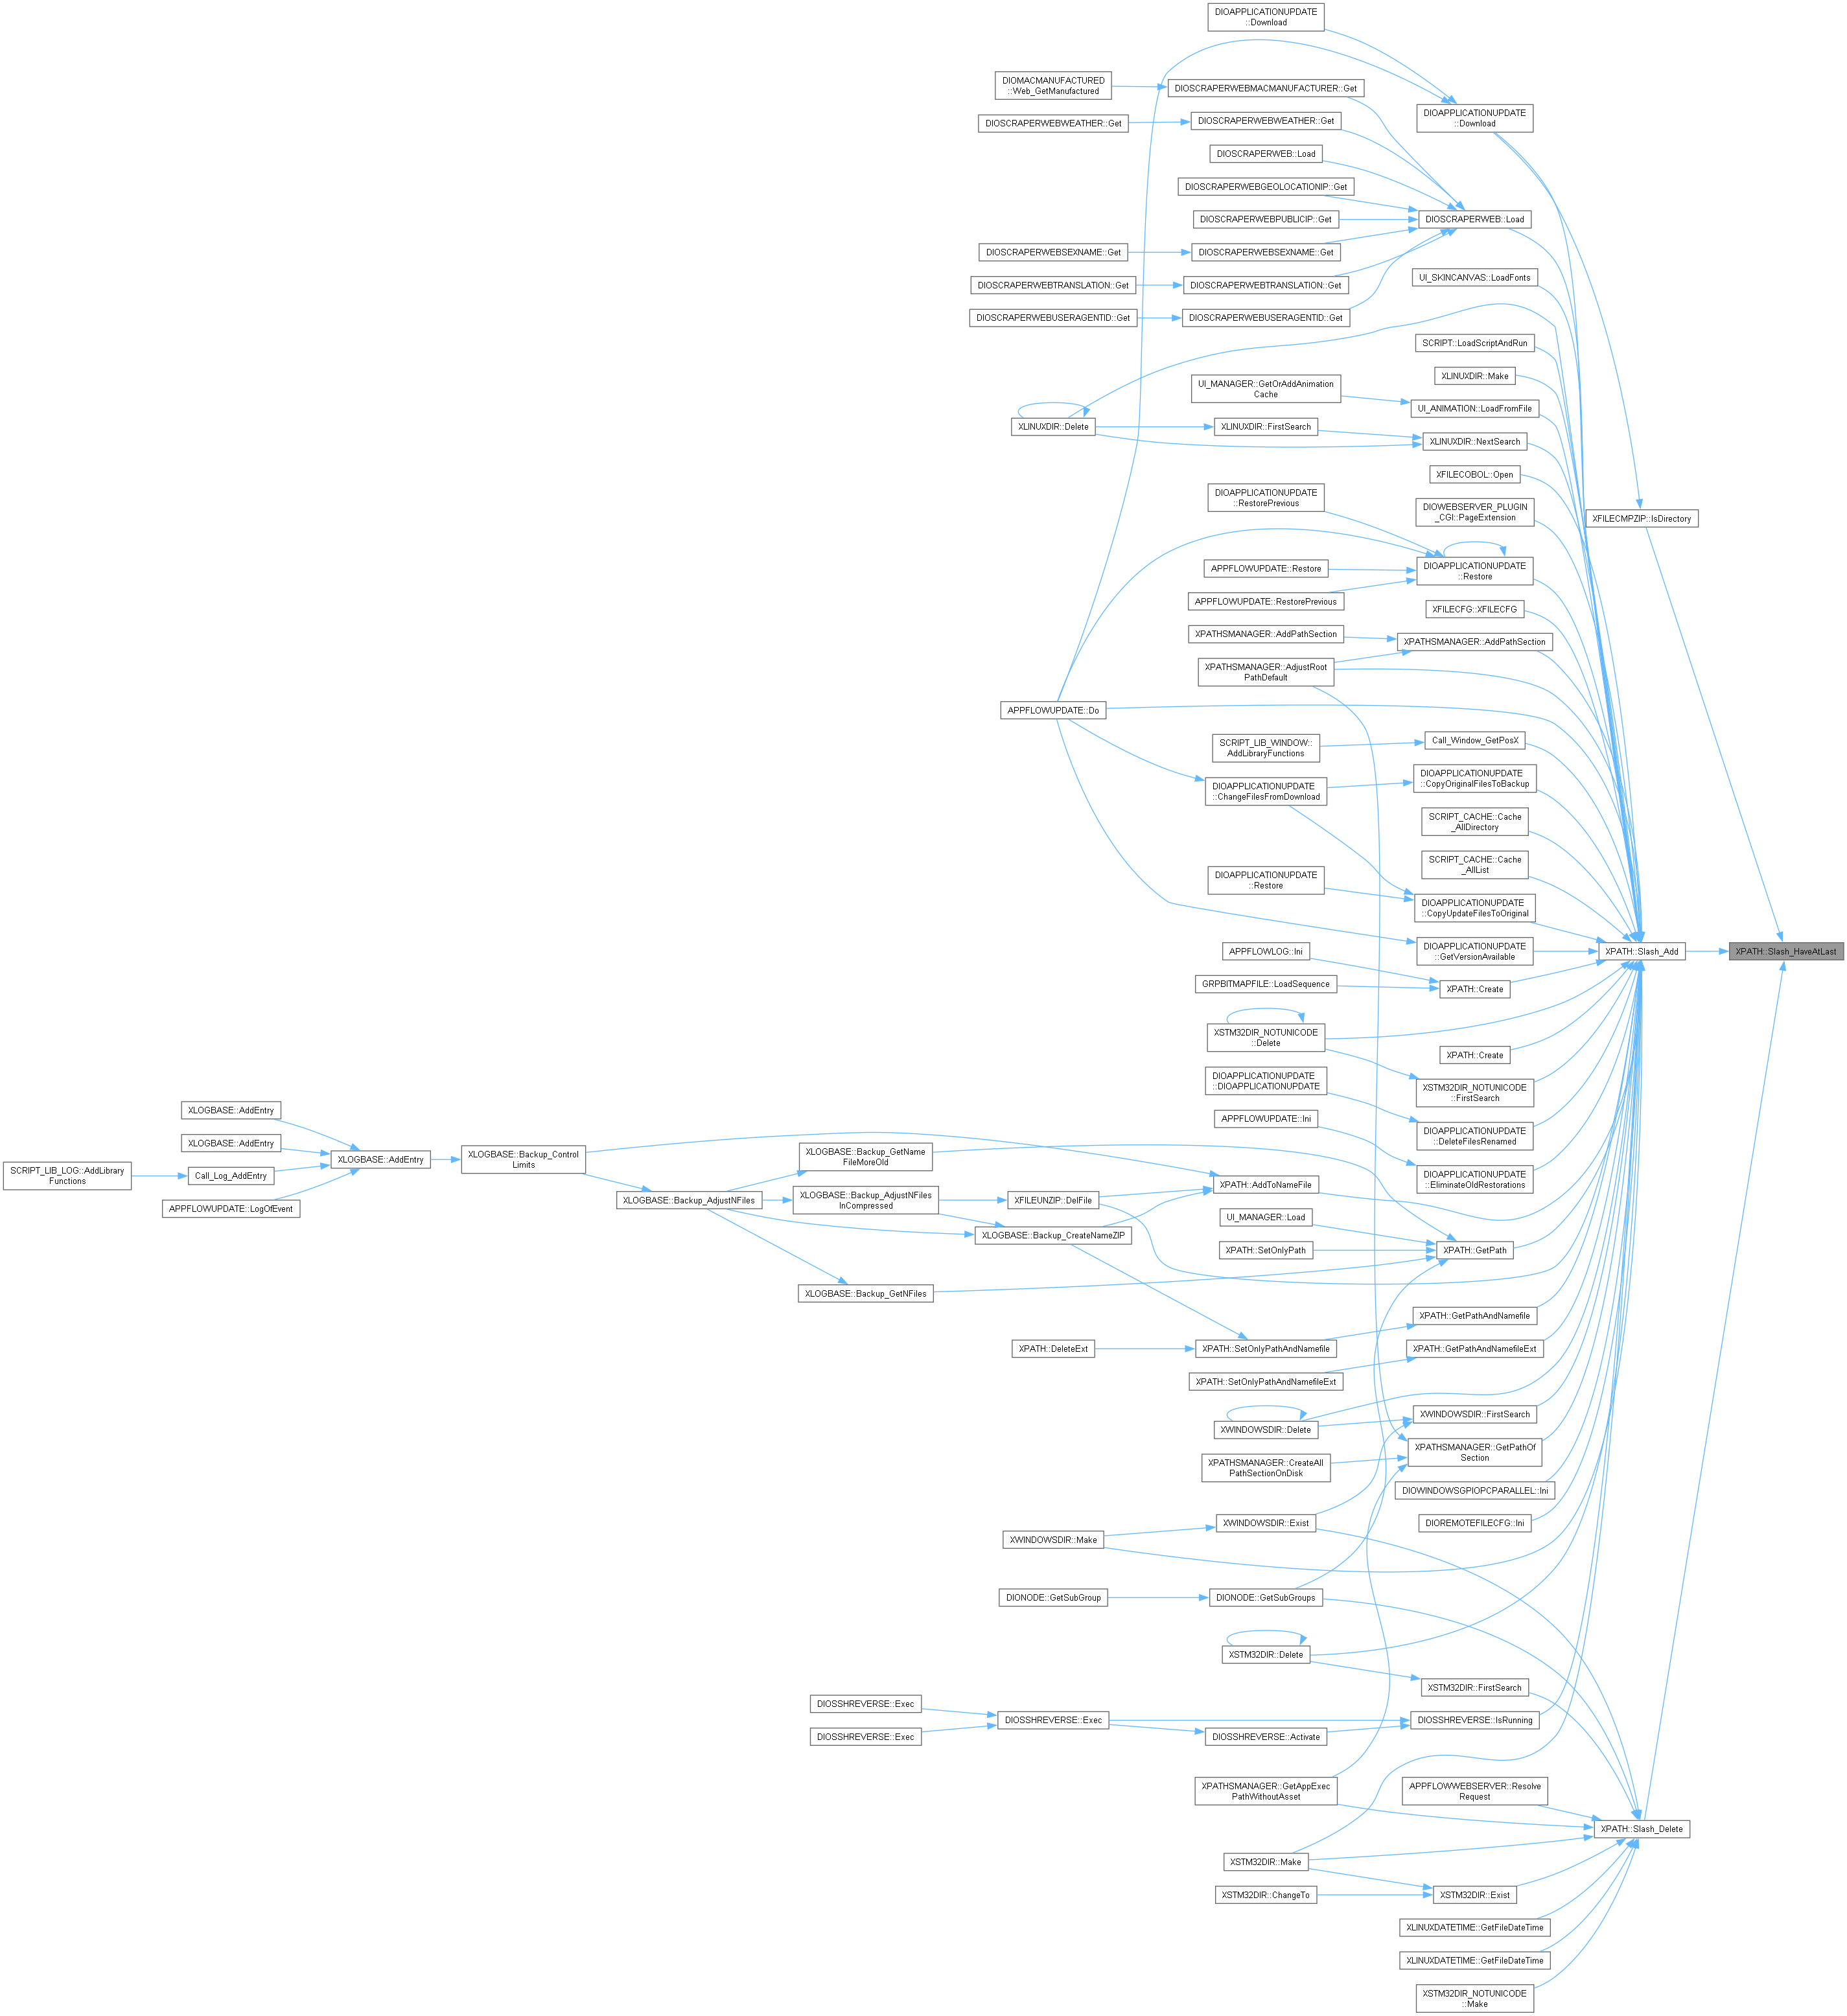 DIOAPPLICATIONUPDATE
::Download
DIOMACMANUFACTURED
::Web_GetManufactured
DIOSCRAPERWEBMACMANUFACTURER::Get
DIOAPPLICATIONUPDATE
::Download
DIOSCRAPERWEBWEATHER::Get
DIOSCRAPERWEBWEATHER::Get
DIOSCRAPERWEB::Load
DIOSCRAPERWEBGEOLOCATIONIP::Get
DIOSCRAPERWEBPUBLICIP::Get
DIOSCRAPERWEB::Load
DIOSCRAPERWEBSEXNAME::Get
DIOSCRAPERWEBSEXNAME::Get
UI_SKINCANVAS::LoadFonts
DIOSCRAPERWEBTRANSLATION::Get
DIOSCRAPERWEBTRANSLATION::Get
DIOSCRAPERWEBUSERAGENTID::Get
DIOSCRAPERWEBUSERAGENTID::Get
SCRIPT::LoadScriptAndRun
XLINUXDIR::Make
UI_MANAGER::GetOrAddAnimation
Cache
UI_ANIMATION::LoadFromFile
XLINUXDIR::Delete
XLINUXDIR::FirstSearch
XLINUXDIR::NextSearch
XFILECOBOL::Open
DIOAPPLICATIONUPDATE
::RestorePrevious
DIOWEBSERVER_PLUGIN
_CGI::PageExtension
XFILECMPZIP::IsDirectory
APPFLOWUPDATE::Restore
DIOAPPLICATIONUPDATE
::Restore
APPFLOWUPDATE::RestorePrevious
XFILECFG::XFILECFG
XPATHSMANAGER::AddPathSection
XPATHSMANAGER::AddPathSection
XPATHSMANAGER::AdjustRoot
PathDefault
APPFLOWUPDATE::Do
SCRIPT_LIB_WINDOW::
AddLibraryFunctions
Call_Window_GetPosX
DIOAPPLICATIONUPDATE
::ChangeFilesFromDownload
DIOAPPLICATIONUPDATE
::CopyOriginalFilesToBackup
SCRIPT_CACHE::Cache
_AllDirectory
SCRIPT_CACHE::Cache
_AllList
DIOAPPLICATIONUPDATE
::Restore
DIOAPPLICATIONUPDATE
::CopyUpdateFilesToOriginal
APPFLOWLOG::Ini
DIOAPPLICATIONUPDATE
::GetVersionAvailable
XPATH::Slash_Add
XPATH::Slash_HaveAtLast
GRPBITMAPFILE::LoadSequence
XPATH::Create
XSTM32DIR_NOTUNICODE
::Delete
XPATH::Create
DIOAPPLICATIONUPDATE
::DIOAPPLICATIONUPDATE
XSTM32DIR_NOTUNICODE
::FirstSearch
APPFLOWUPDATE::Ini
DIOAPPLICATIONUPDATE
::DeleteFilesRenamed
XLOGBASE::AddEntry
XLOGBASE::AddEntry
SCRIPT_LIB_LOG::AddLibrary
Functions
Call_Log_AddEntry
XLOGBASE::AddEntry
XLOGBASE::Backup_Control
Limits
XLOGBASE::Backup_GetName
FileMoreOld
DIOAPPLICATIONUPDATE
::EliminateOldRestorations
XPATH::AddToNameFile
APPFLOWUPDATE::LogOfEvent
XLOGBASE::Backup_AdjustNFiles
XLOGBASE::Backup_AdjustNFiles
InCompressed
XFILEUNZIP::DelFile
UI_MANAGER::Load
XLOGBASE::Backup_CreateNameZIP
XPATH::SetOnlyPath
XPATH::GetPath
XLOGBASE::Backup_GetNFiles
XPATH::GetPathAndNamefile
XPATH::DeleteExt
XPATH::SetOnlyPathAndNamefile
XPATH::GetPathAndNamefileExt
XPATH::SetOnlyPathAndNamefileExt
XWINDOWSDIR::Delete
XWINDOWSDIR::FirstSearch
XPATHSMANAGER::CreateAll
PathSectionOnDisk
XPATHSMANAGER::GetPathOf
Section
DIOWINDOWSGPIOPCPARALLEL::Ini
XWINDOWSDIR::Make
XWINDOWSDIR::Exist
DIOREMOTEFILECFG::Ini
DIONODE::GetSubGroup
DIONODE::GetSubGroups
XSTM32DIR::Delete
XSTM32DIR::FirstSearch
DIOSSHREVERSE::Exec
DIOSSHREVERSE::Exec
DIOSSHREVERSE::Exec
DIOSSHREVERSE::Activate
DIOSSHREVERSE::IsRunning
XPATHSMANAGER::GetAppExec
PathWithoutAsset
APPFLOWWEBSERVER::Resolve
Request
XPATH::Slash_Delete
XSTM32DIR::Make
XSTM32DIR::ChangeTo
XSTM32DIR::Exist
XLINUXDATETIME::GetFileDateTime
XLINUXDATETIME::GetFileDateTime
XSTM32DIR_NOTUNICODE
::Make